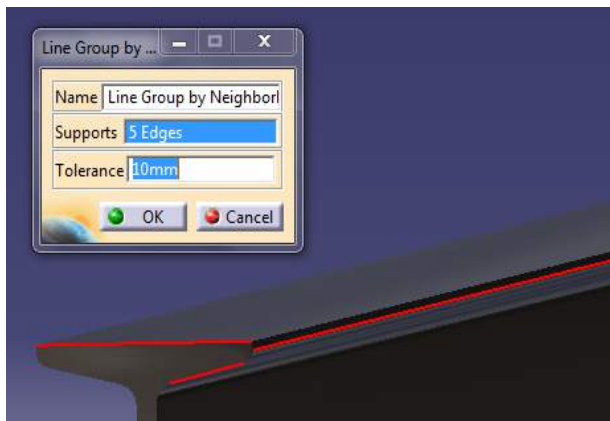 Line Group by ...
Name Line Group by Neighborl
Supports 5 Edges
Tolerance 10mm
OK Cancel